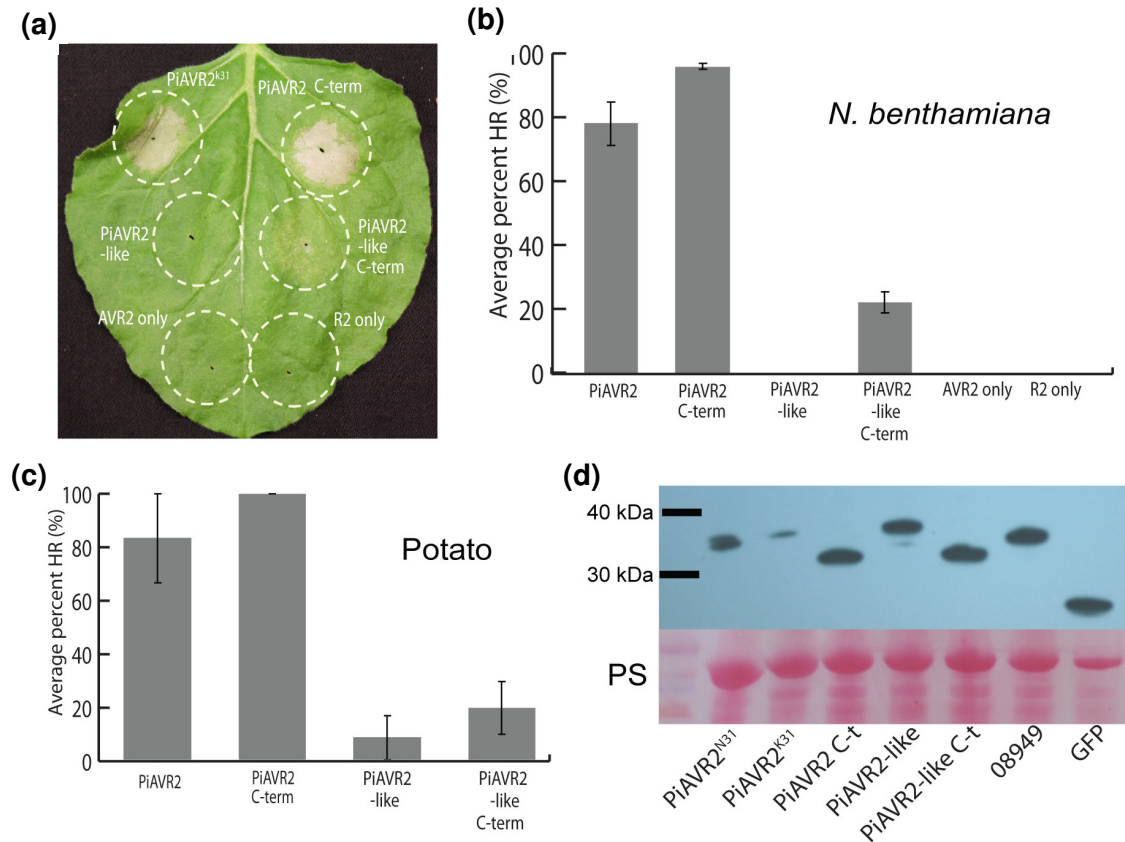 (a)
PiAVR2k31
PiAVR2 C-term
PiAVR2
-like
PiAVR2
-like
C-term
AVR2 only
R2 only
(b)
Average percent HR (%)
-00
80
60
40
20
0
N. benthamiana
PiAVR2
PiAVR2
C-term
PiAVR2
-like
PiAVR2
-like
C-term
AVR2 only
R2 only
(c)
Average percent HR (%)
100
80
60
40
20
0
Potato
PiAVR2
PiAVR2
C-term
PiAVR2
-like
PiAVR2
-like
C-term
(d)
40 kDa
30 kDa
PS
PiAVR2N31
PiAVR2K31
PiAVR2 C-t
PiAVR2-like
PiAVR2-like C-t
08949
GFP